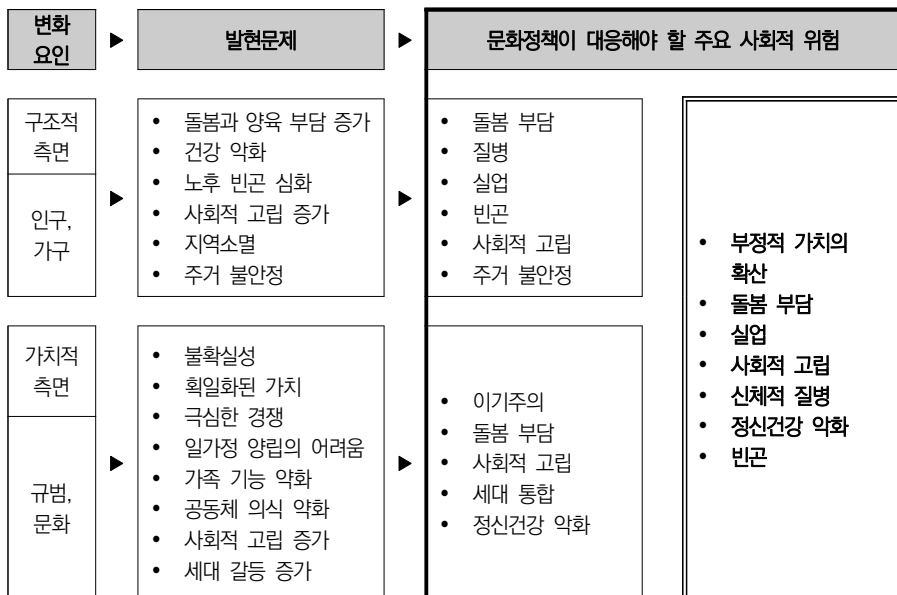 변화
요인
▶
발현문제
▶
문화정책이 대응해야 할 주요 사회적 위험
구조적
측면
인구,
가구
▶
• 돌봄과 양육 부담 증가
• 건강 악화
• 노후 빈곤 심화
• 사회적 고립 증가
• 지역소멸
• 주거 불안정
▶
• 돌봄 부담
• 질병
• 실업
• 빈곤
• 사회적 고립
• 주거 불안정
가치적
측면
규범,
문화
▶
• 불확실성
• 획일화된 가치
• 극심한 경쟁
• 일가정 양립의 어려움
• 가족 기능 약화
• 공동체 의식 약화
• 사회적 고립 증가
• 세대 갈등 증가
▶
• 이기주의
• 돌봄 부담
• 사회적 고립
• 세대 통합
• 정신건강 악화
• 부정적 가치의
확산
• 돌봄 부담
• 실업
• 사회적 고립
• 신체적 질병
• 정신건강 악화
• 빈곤